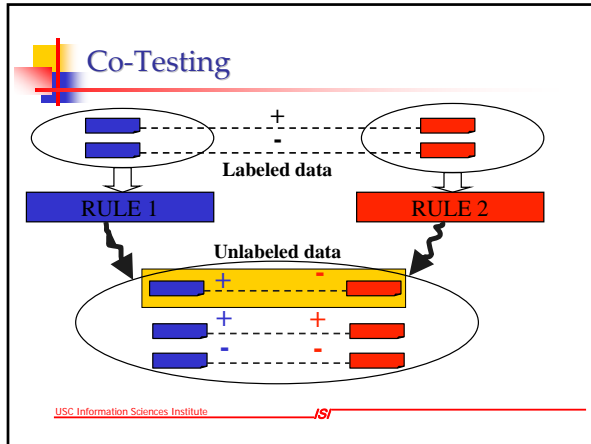 Co-Testing
+
-
Labeled data
RULE 1 RULE 2
Unlabeled data
+ -
+ +
- -
USC Information Sciences Institute ISI